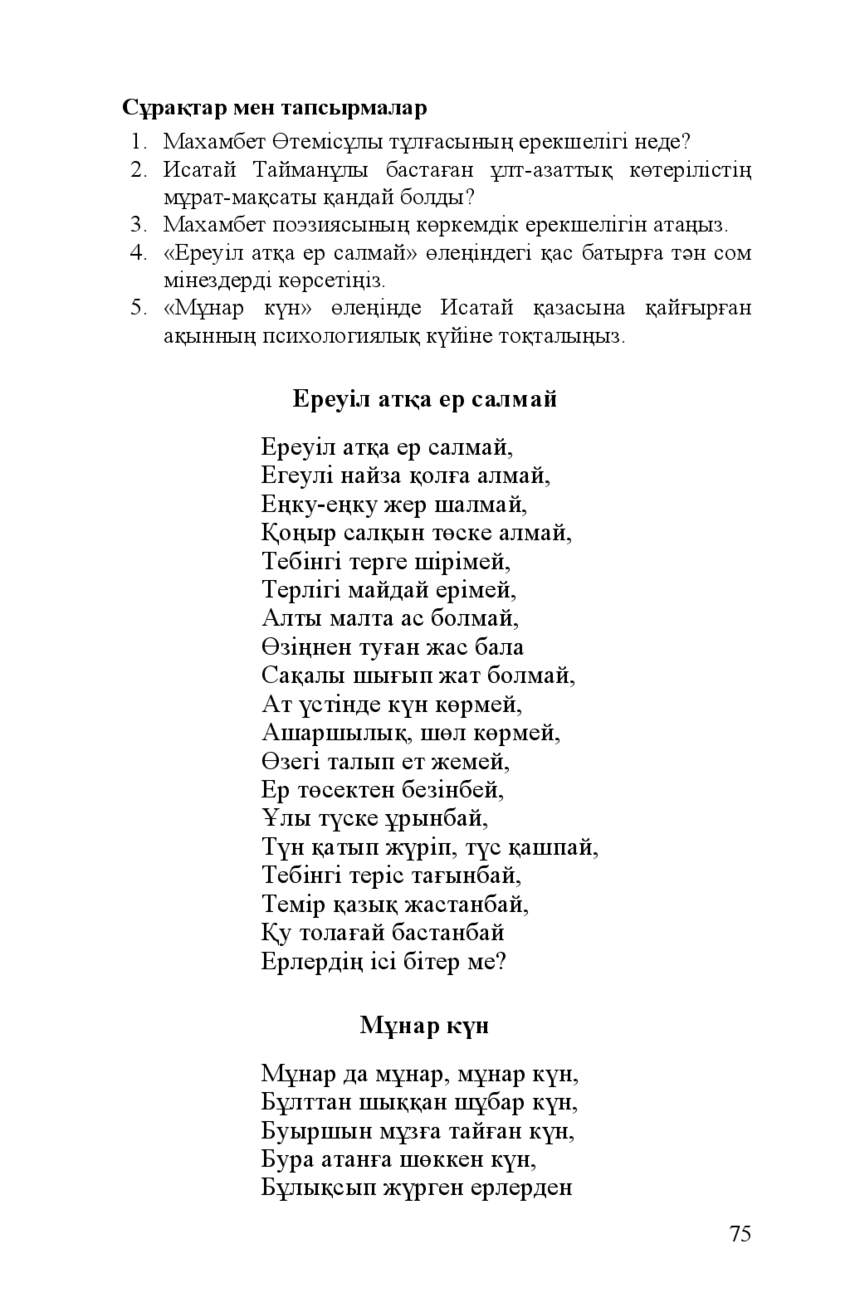 Сұрақтар мен тапсырмалар
1. Махамбет Өтемісұлы тұлғасының ерекшелігі неде?
2. Исатай Тайманұлы бастаған ұлт-азаттық көтерілістің
мұрат-мақсаты қандай болды?
3. Махамбет поэзиясының көркемдік ерекшелігін атаңыз.
4. «Ереуіл атқа ер салмай» өлеңіндегі қас батырға тән сом
мінездерді көрсетіңіз.
5. «Мұнар күн» өлеңінде Исатай қазасына қайғырған
ақынның психологиялық күйіне тоқталыңыз.
Ереуіл атқа ер салмай
Ереуіл атқа ер салмай,
Егеулі найза қолға алмай,
Еңку-еңку жер шалмай,
Қоңыр салқын төске алмай,
Тебінгі терге шірімей,
Терлігі майдай ерімей,
Алты малта ас болмай,
Өзіңнен туған жас бала
Сақалы шығып жат болмай,
Ат үстінде күн көрмей,
Ашаршылық, шөл көрмей,
Өзегі талып ет жемей,
Ер төсектен безінбей,
Ұлы түске ұрынбай,
Түн қатып жүріп, түс қашпай,
Тебінгі теріс тағынбай,
Темір қазық жастанбай,
Қу толағай бастанбай
Ерлердің ісі бітер ме?
Мұнар күн
Мұнар да мұнар, мұнар күн,
Бұлттан шыққан шұбар күн,
Буыршын мұзға тайған күн,
Бура атанға шөккен күн,
Бұлықсып жүрген ерлерден
75